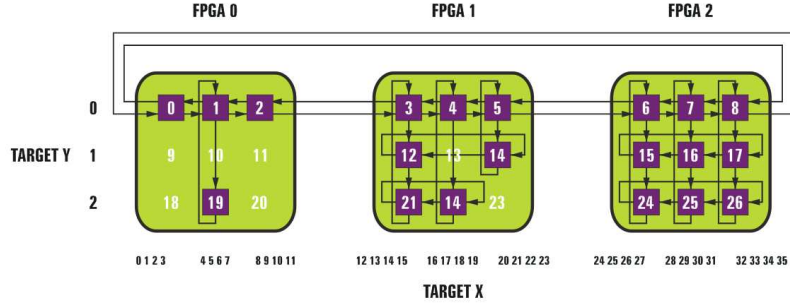 FPGA 0 FPGA 1 FPGA 2
0 0 1 2 3 4 5 6 7 8
TARGET Y 1 9 10 11 12 13 14 15 16 17
2 18 19 20 21 14 23 24 25 26
0 1 2 3 4 5 6 7 8 9 10 11 12 13 14 15 16 17 18 19 20 21 22 23 24 25 26 27 28 29 30 31 32 33 34 35
TARGET X